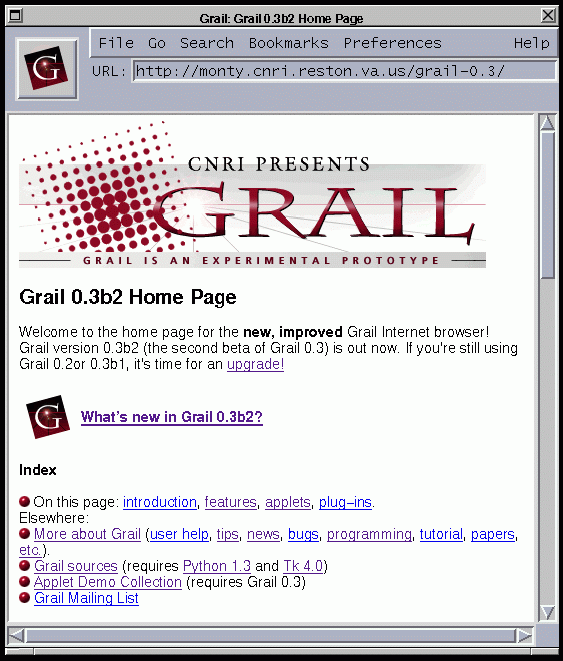 Grail: Grail 0.3b2 Home Page
G
File Go Search Bookmarks Preferences Help
URL: http://monty.cnri.reston.va.us/grail-0.3/
CNRI PRESENTS
GRAIL
GRAIL IS AN EXPERIMENTAL PROTOTYPE
Grail 0.3b2 Home Page
Welcome to the home page for the new, improved Grail Internet browser!
Grail version 0.3b2 (the second beta of Grail 0.3) is out now. If you're still using
Grail 0.2or 0.3b1, it's time for an upgrade!
G
What's new in Grail 0.3b2?
Index
On this page: introduction, features, applets, plug-ins.
Elsewhere:
More about Grail (user help, tips, news, bugs, programming, tutorial, papers,
etc.).
Grail sources (requires Python 1.3 and Tk 4.0)
Applet Demo Collection (requires Grail 0.3)
Grail Mailing List